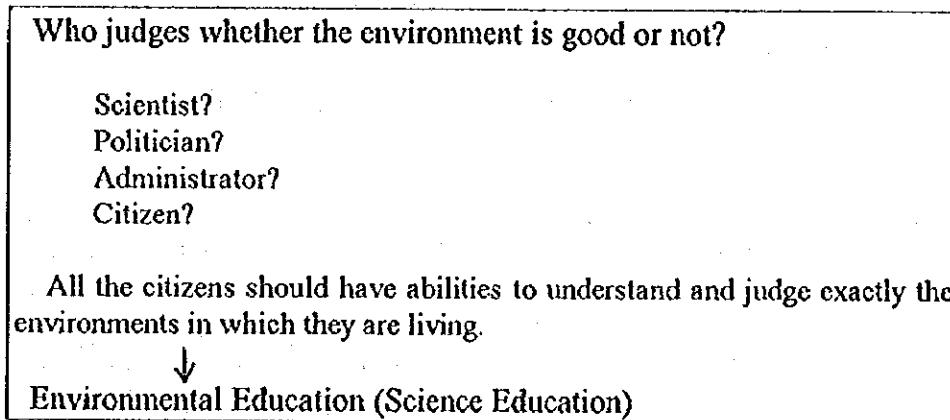 Who judges whether the environment is good or not?
Scientist?
Politician?
Administrator?
Citizen?
All the citizens should have abilities to understand and judge exactly the
environments in which they are living.
↓
Environmental Education (Science Education)